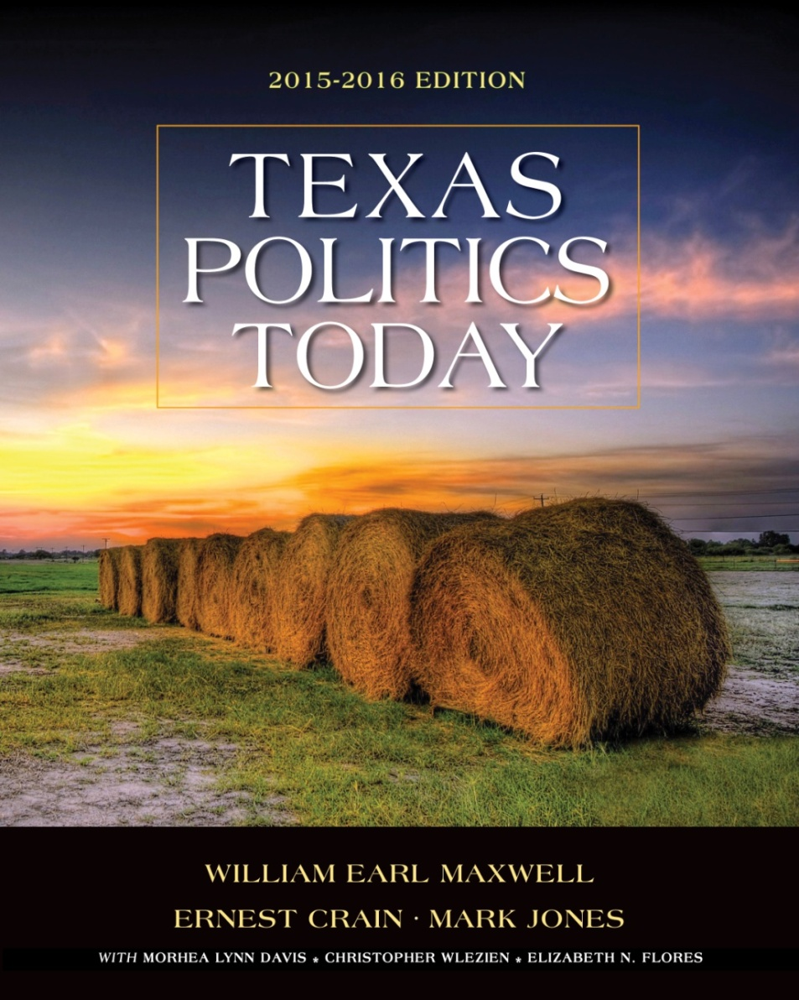 2015-2016 EDITION
TEXAS
POLITICS
TODAY
WILLIAM EARL MAXWELL
ERNEST CRAIN · MARK JONES
WITH MORHEA LYNN DAVIS * CHRISTOPHER WLEZIEN * ELIZABETH N. FLORES